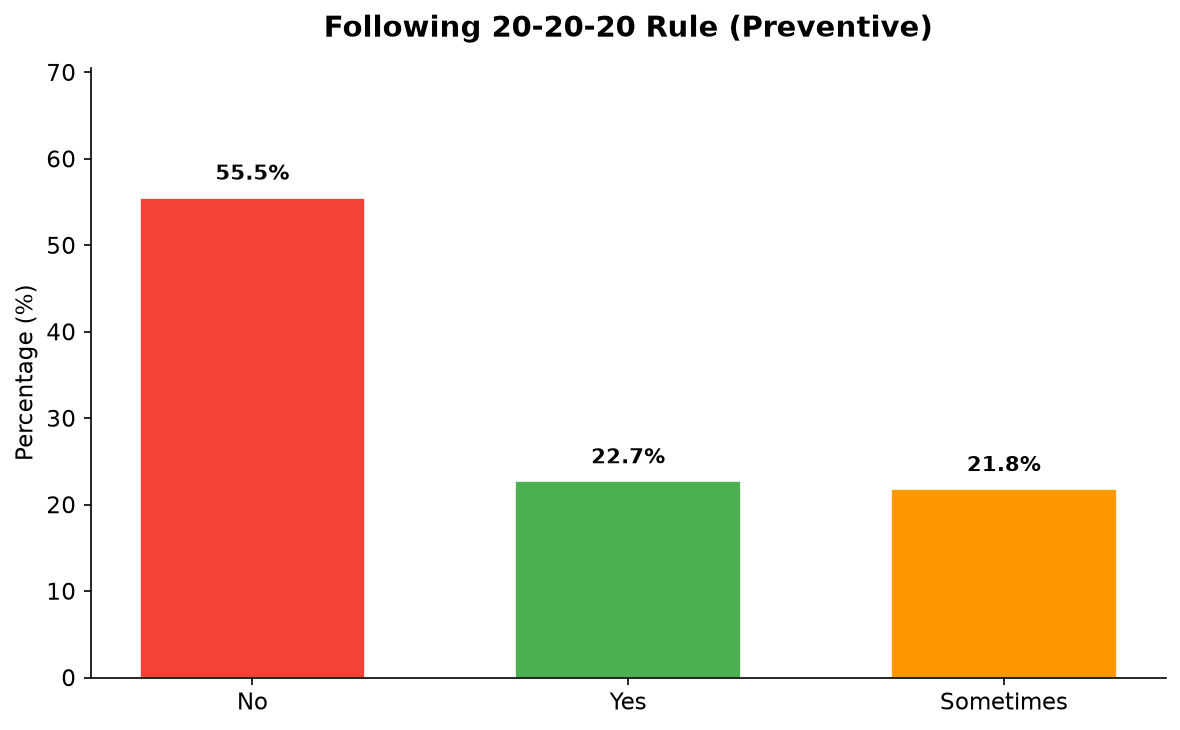 Following 20-20-20 Rule (Preventive)
Percentage (%)
70
60
50
40
30
20
10
0
55.5%
22.7%
21.8%
No
Yes
Sometimes